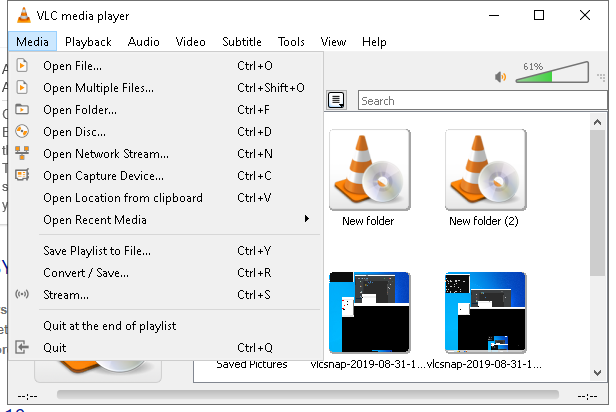 VLC media player
Media Playback Audio Video Subtitle Tools View Help
Open File... Ctrl+O
Open Multiple Files... Ctrl+Shift+O
Open Folder... Ctrl+F
Open Disc... Ctrl+D
Open Network Stream... Ctrl+N
Open Capture Device... Ctrl+C
Open Location from clipboard Ctrl+V
Open Recent Media
Save Playlist to File... Ctrl+Y
Convert / Save... Ctrl+R
Stream... Ctrl+S
Quit at the end of playlist
Quit Ctrl+Q
61%
Search
New folder New folder (2)
Saved Pictures vlcsnap-2019-08-31-1... vlcsnap-2019-08-31-1...
--:-- --:--